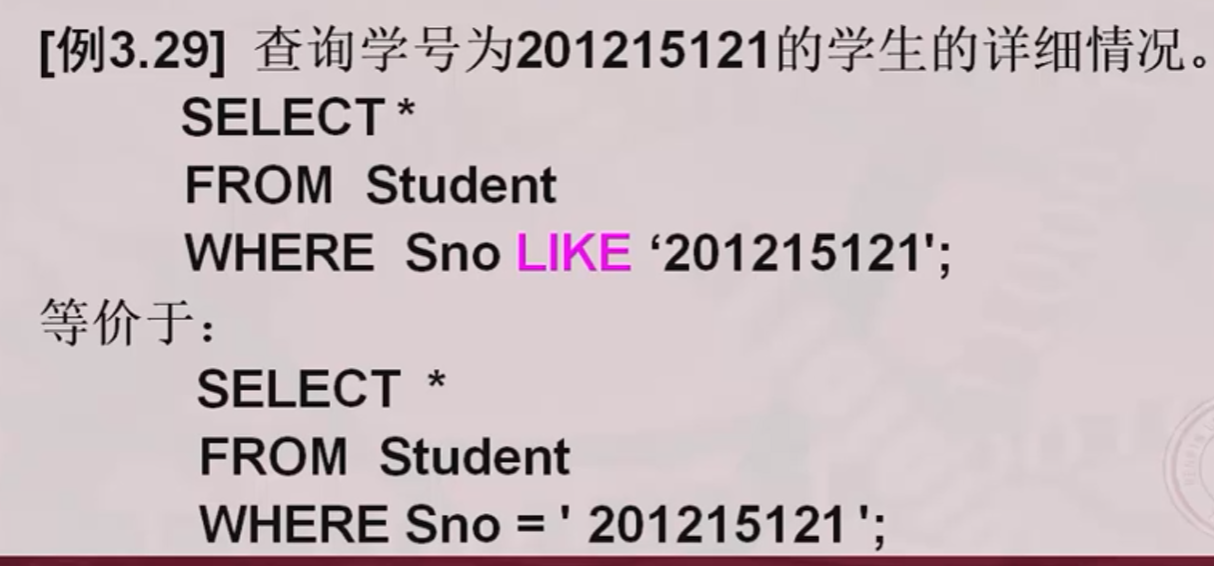 [例3.29] 查询学号为201215121的学生的详细情况。
SELECT *
FROM Student
WHERE Sno LIKE ‘201215121';
等价于：
SELECT *
FROM Student
WHERE Sno = ' 201215121 ';